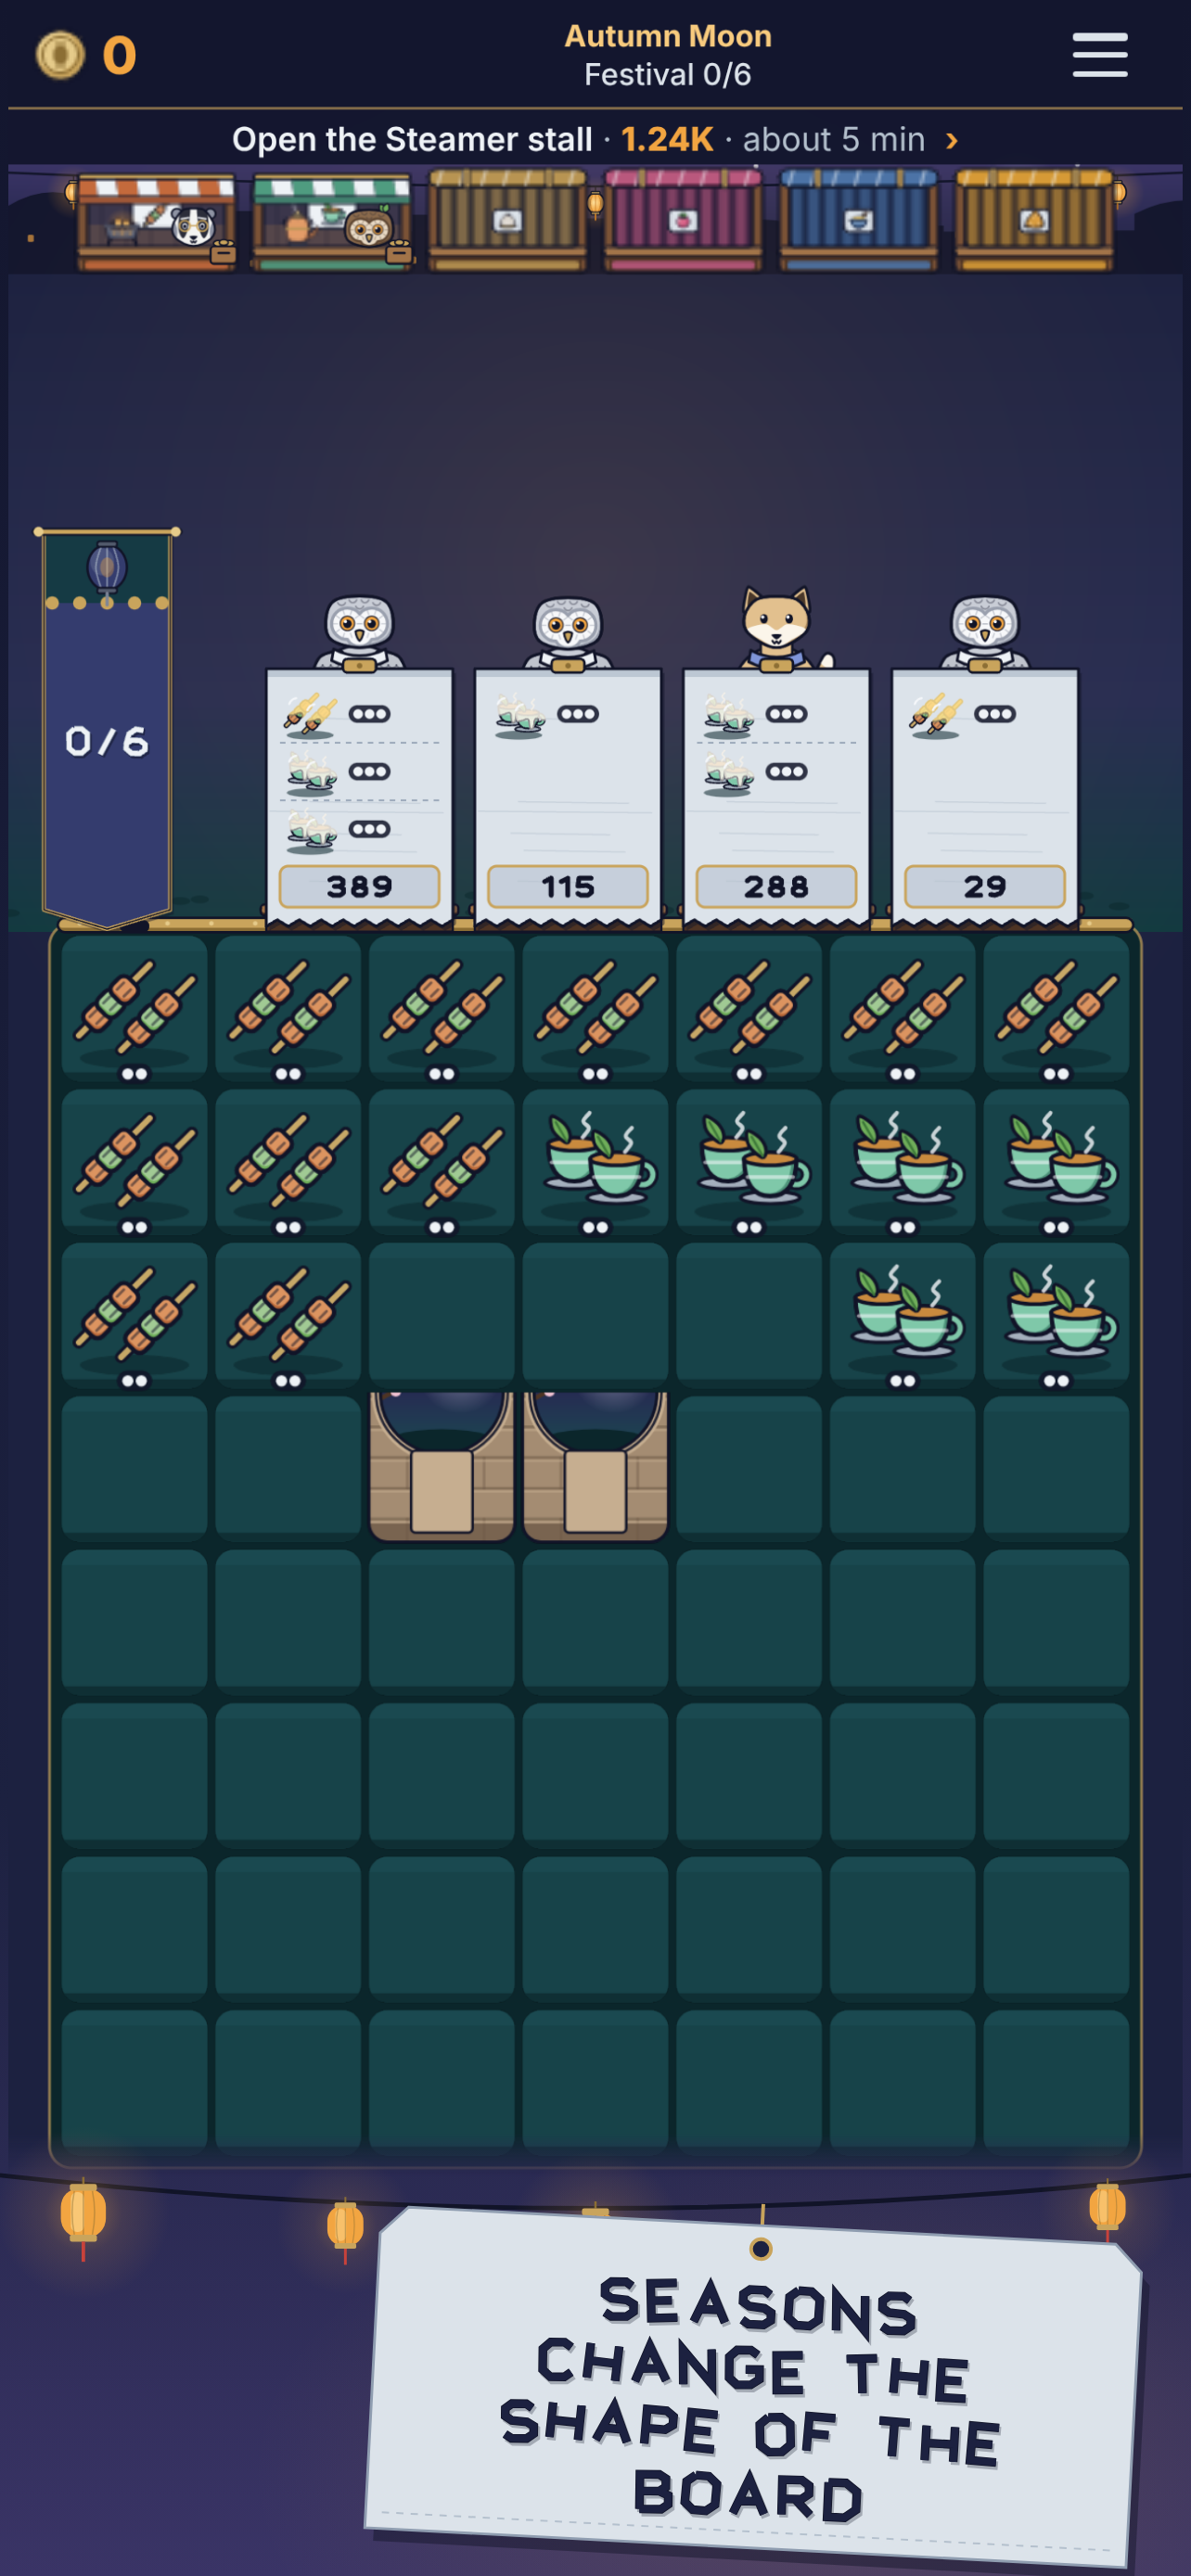 0
Autumn Moon
Festival 0/6
Open the Steamer stall · 1.24K · about 5 min ›
0/6
389
115
288
29
SEASONS
CHANGE THE
SHAPE OF THE
BOARD